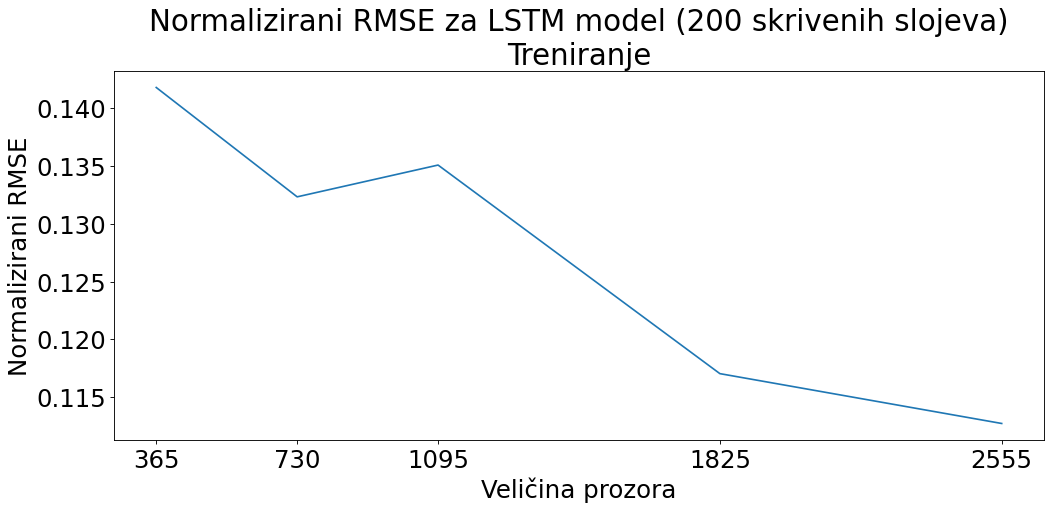 Normalizirani RMSE za LSTM model (200 skrivenih slojeva)
Treniranje
Normalizirani RMSE
0.140
0.135
0.130
0.125
0.120
0.115
365 730 1095 1825 2555
Veličina prozora